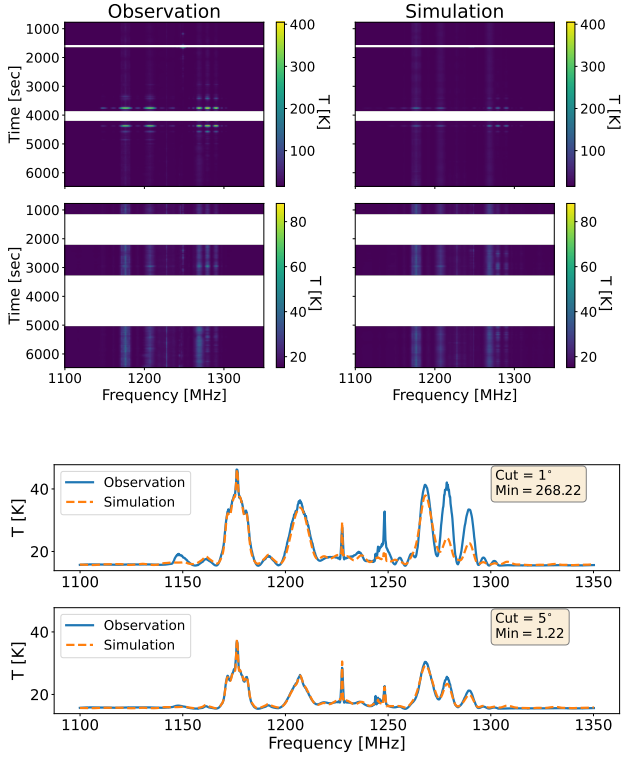 Observation
Simulation
1000
2000
3000
4000
5000
6000
Time [sec]
400
300
200
100
T [K]
400
300
200
100
T [K]
1000
2000
3000
4000
5000
6000
Time [sec]
1100
1200
1300
Frequency [MHz]
80
60
40
20
T [K]
1100
1200
1300
Frequency [MHz]
80
60
40
20
T [K]
Observation
Simulation
Cut = 1°
Min = 268.22
40
20
T [K]
1100
1150
1200
1250
1300
1350
Observation
Simulation
Cut = 5°
Min = 1.22
40
20
T [K]
1100
1150
1200
1250
1300
1350
Frequency [MHz]